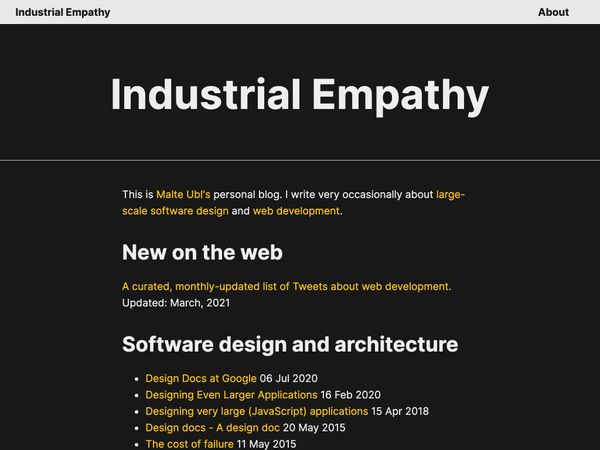 Industrial Empathy About
Industrial Empathy
This is Malte Ubl's personal blog. I write very occasionally about large-
scale software design and web development.
New on the web
A curated, monthly-updated list of Tweets about web development.
Updated: March, 2021
Software design and architecture
Design Docs at Google 06 Jul 2020
Designing Even Larger Applications 16 Feb 2020
Designing very large (JavaScript) applications 15 Apr 2018
Design docs - A design doc 20 May 2015
The cost of failure 11 May 2015